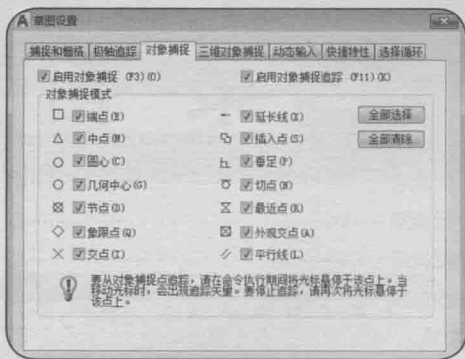 草图设置
捕捉和栅格 极轴追踪 对象捕捉 三维对象捕捉 动态输入 快捷特性 选择循环
启用对象捕捉 (F3)(O) 启用对象捕捉追踪 (F11)(K)
对象捕捉模式
端点(E) 延长线(X) 全部选择
中点(M) 插入点(S) 全部清除
圆心(C) 垂足(P)
几何中心(G) 切点(N)
节点(D) 最近点(R)
象限点(Q) 外观交点(A)
交点(I) 平行线(L)
要从对象捕捉点追踪，请在命令执行期间将光标悬停于该点上。当
移动光标时，会出现追踪矢量。要停止追踪，请再次将光标悬停于
该点上。